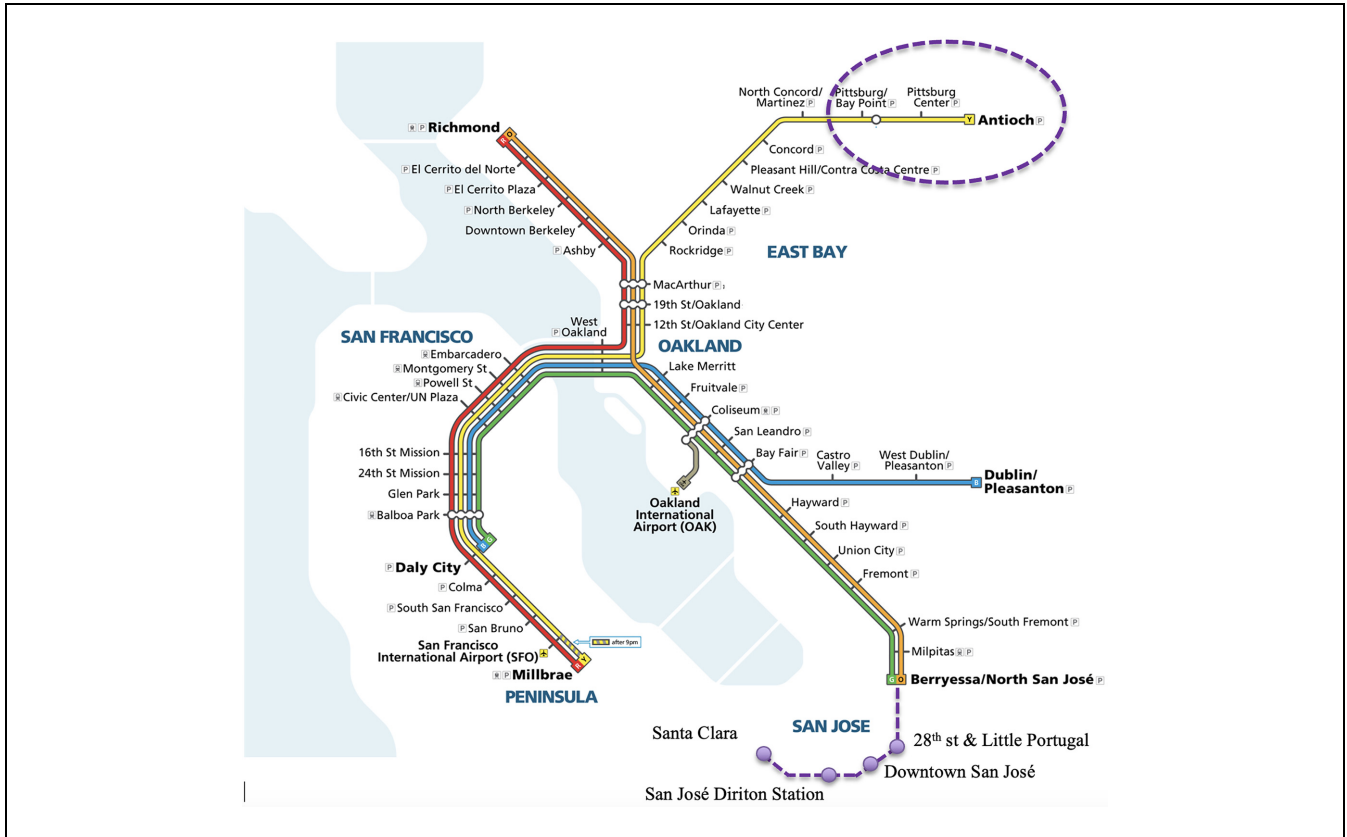 North Concord/
Martinez P
Pittsburg/
Bay Point P
Pittsburg
Center P
Y
Antioch P
P Richmond
R
O
Concord P
P El Cerrito del Norte
Pleasant Hill/Contra Costa Centre P
P El Cerrito Plaza
Walnut Creek P
P North Berkeley
Lafayette P
Downtown Berkeley
Orinda P
P Ashby
Rockridge P
EAST BAY
MacArthur P
19th St/Oakland
12th St/Oakland City Center
West
P Oakland
SAN FRANCISCO
OAKLAND
Embarcadero
Montgomery St
Powell St
Civic Center/UN Plaza
Lake Merritt
Fruitvale P
Coliseum P
San Leandro P
Bay Fair P
Castro
Valley P
West Dublin/
Pleasanton P
B
Dublin/
Pleasanton P
16th St Mission
24th St Mission
Glen Park
Balboa Park
Oakland
International
Airport (OAK)
Hayward P
South Hayward P
Union City P
Fremont P
B
G
P Daly City
P Colma
P South San Francisco
P San Bruno
San Francisco
International Airport (SFO)
after 9pm
Y
R
P Millbrae
PENINSULA
Warm Springs/South Fremont P
Milpitas P
G
O
Berryessa/North San José P
SAN JOSE
Santa Clara
28th st & Little Portugal
Downtown San José
San José Diriton Station